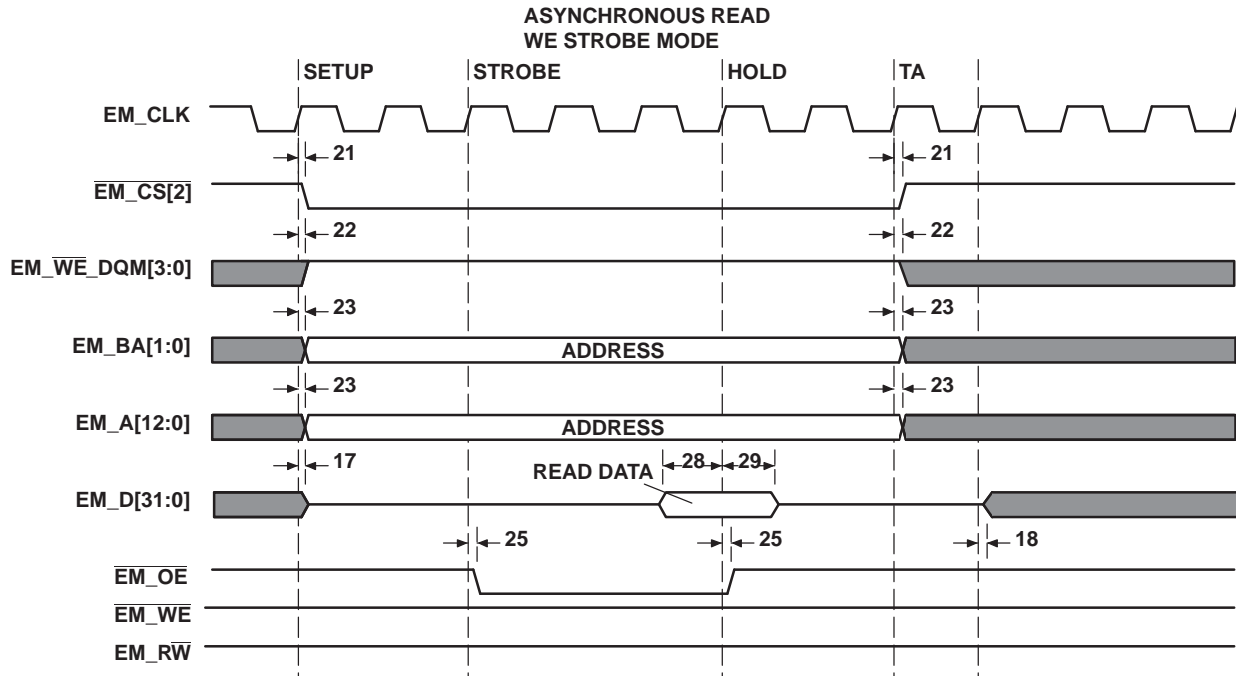 ASYNCHRONOUS READ
WE STROBE MODE
SETUP STROBE HOLD TA
EM_CLK
21 21
EM_CS[2]
22 22
EM_WE_DQM[3:0]
23 23
EM_BA[1:0] ADDRESS
23 23
EM_A[12:0] ADDRESS
17 28 29
READ DATA
EM_D[31:0]
25 25 18
EM_OE
EM_WE
EM_RW